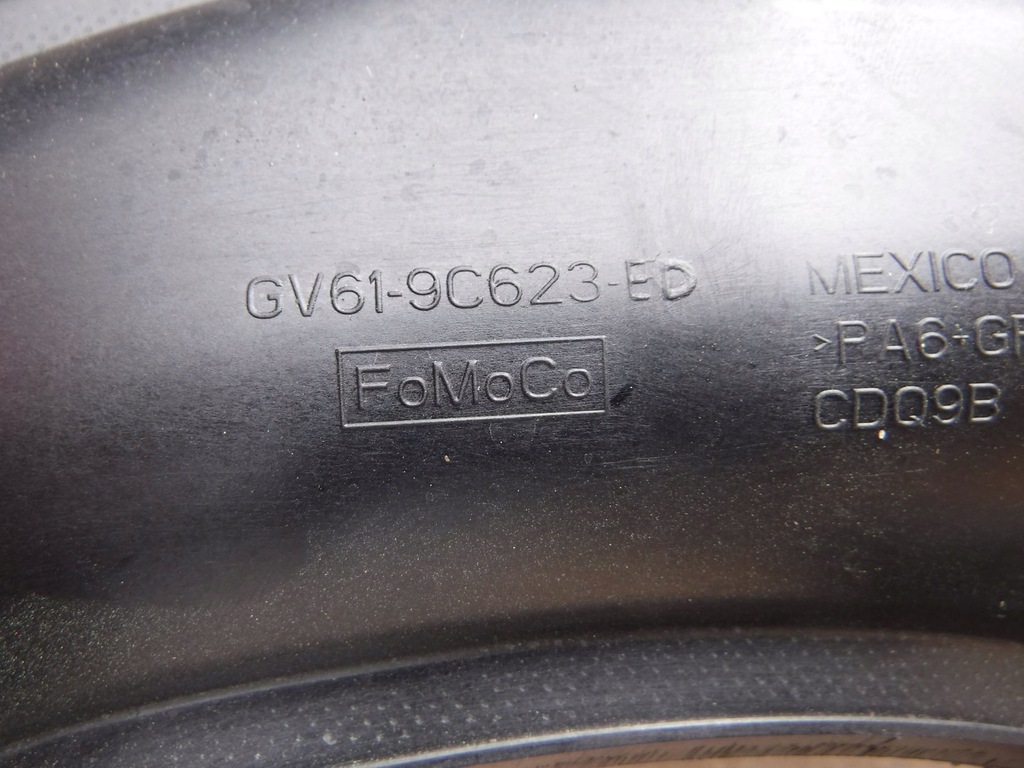 GV61-9C623-ED
FoMoCo
MEXICO
>PA6+GF
CDQ9B